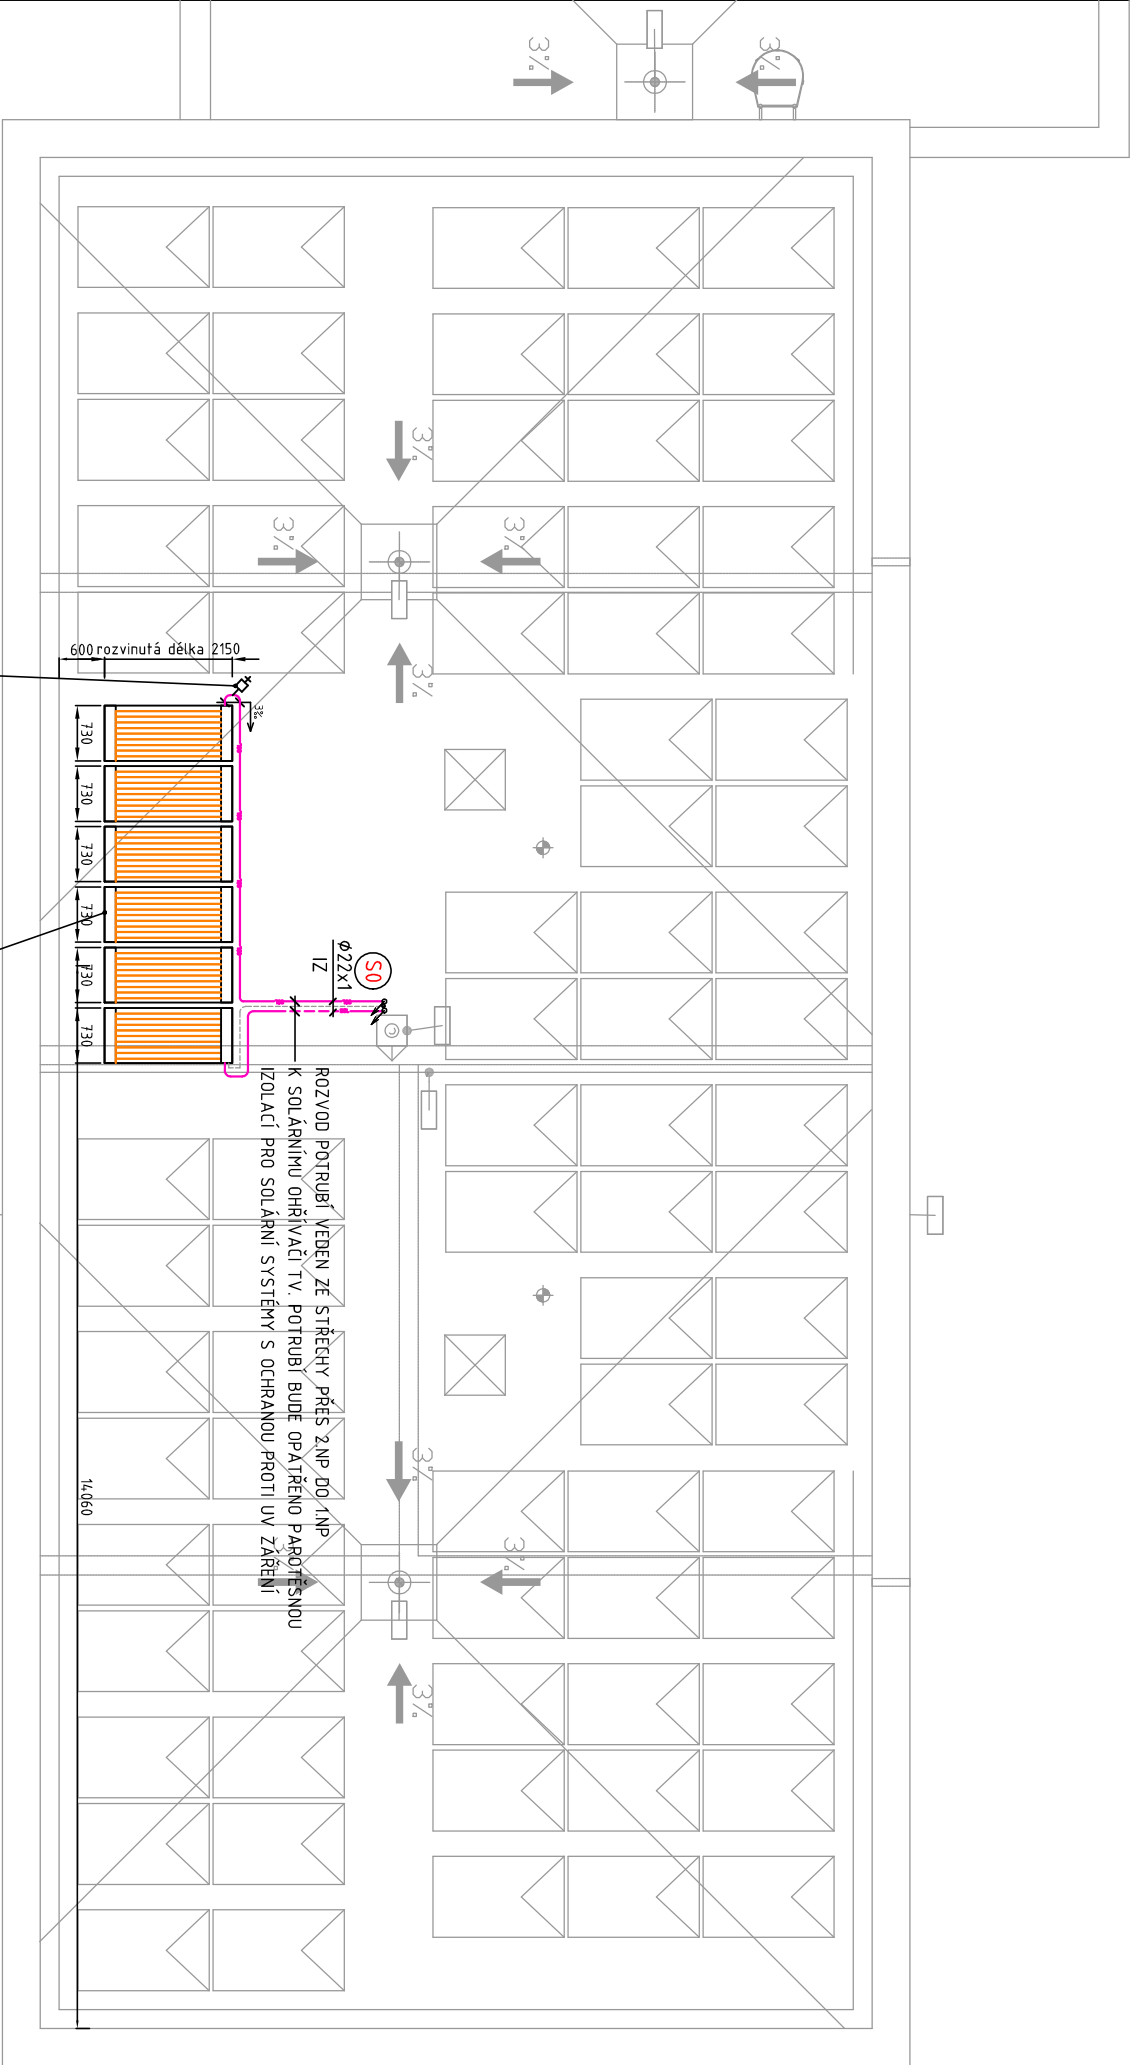 3%
3%
3%
3%
3%
3%
600 rozvinutá délka 2150
3‰
730
730
730
730
730
730
14060
SO
Ø22x1
IZ
ROZVOD POTRUBÍ VEDEN ZE STŘECHY PŘES 2.NP DO 1.NP
K SOLÁRNÍMU OHŘÍVAČI TV. POTRUBÍ BUDE OPATŘENO PAROTĚSNOU
IZOLACÍ PRO SOLÁRNÍ SYSTÉMY S OCHRANOU PROTI UV ZÁŘENÍ
3%
3%
3%
3%